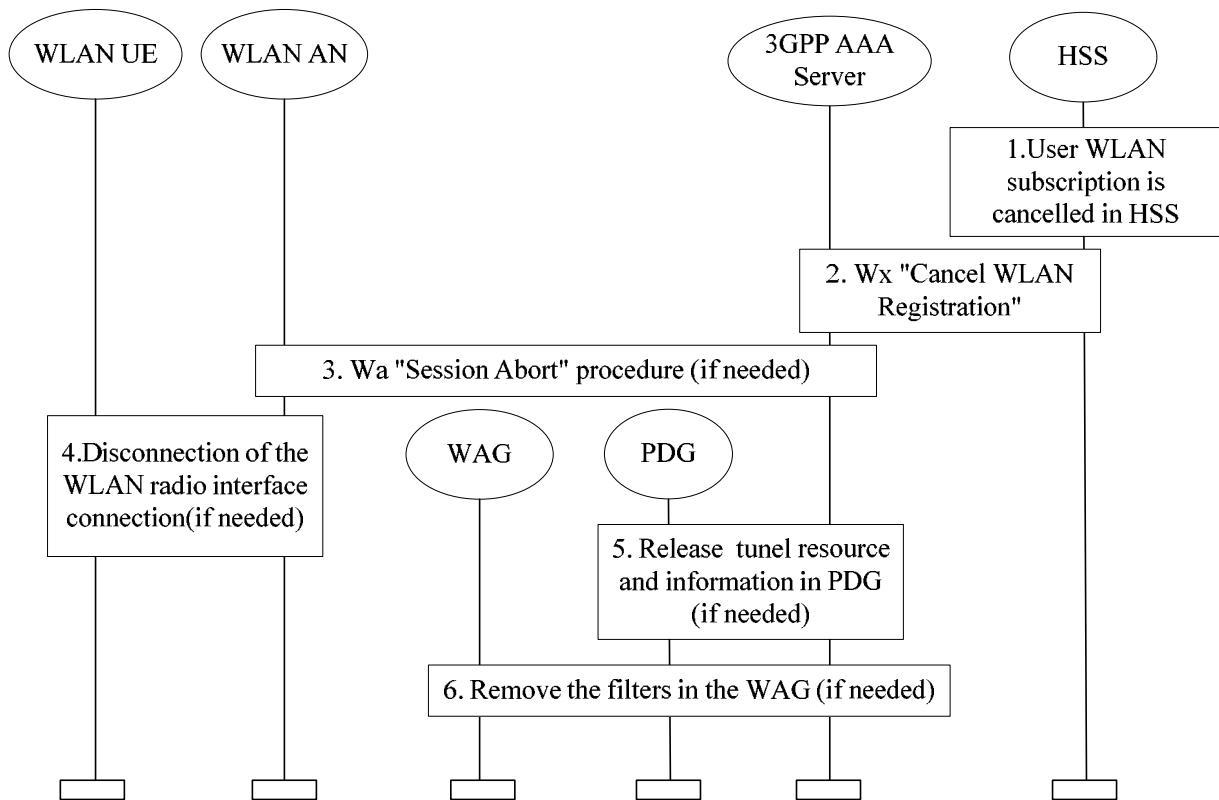 WLAN UE
WLAN AN
3GPP AAA
Server
HSS
1.User WLAN
subscription is
cancelled in HSS
2. Wx "Cancel WLAN
Registration"
3. Wa "Session Abort" procedure (if needed)
4.Disconnection of the
WLAN radio interface
connection(if needed)
WAG
PDG
5. Release tunel resource
and information in PDG
(if needed)
6. Remove the filters in the WAG (if needed)